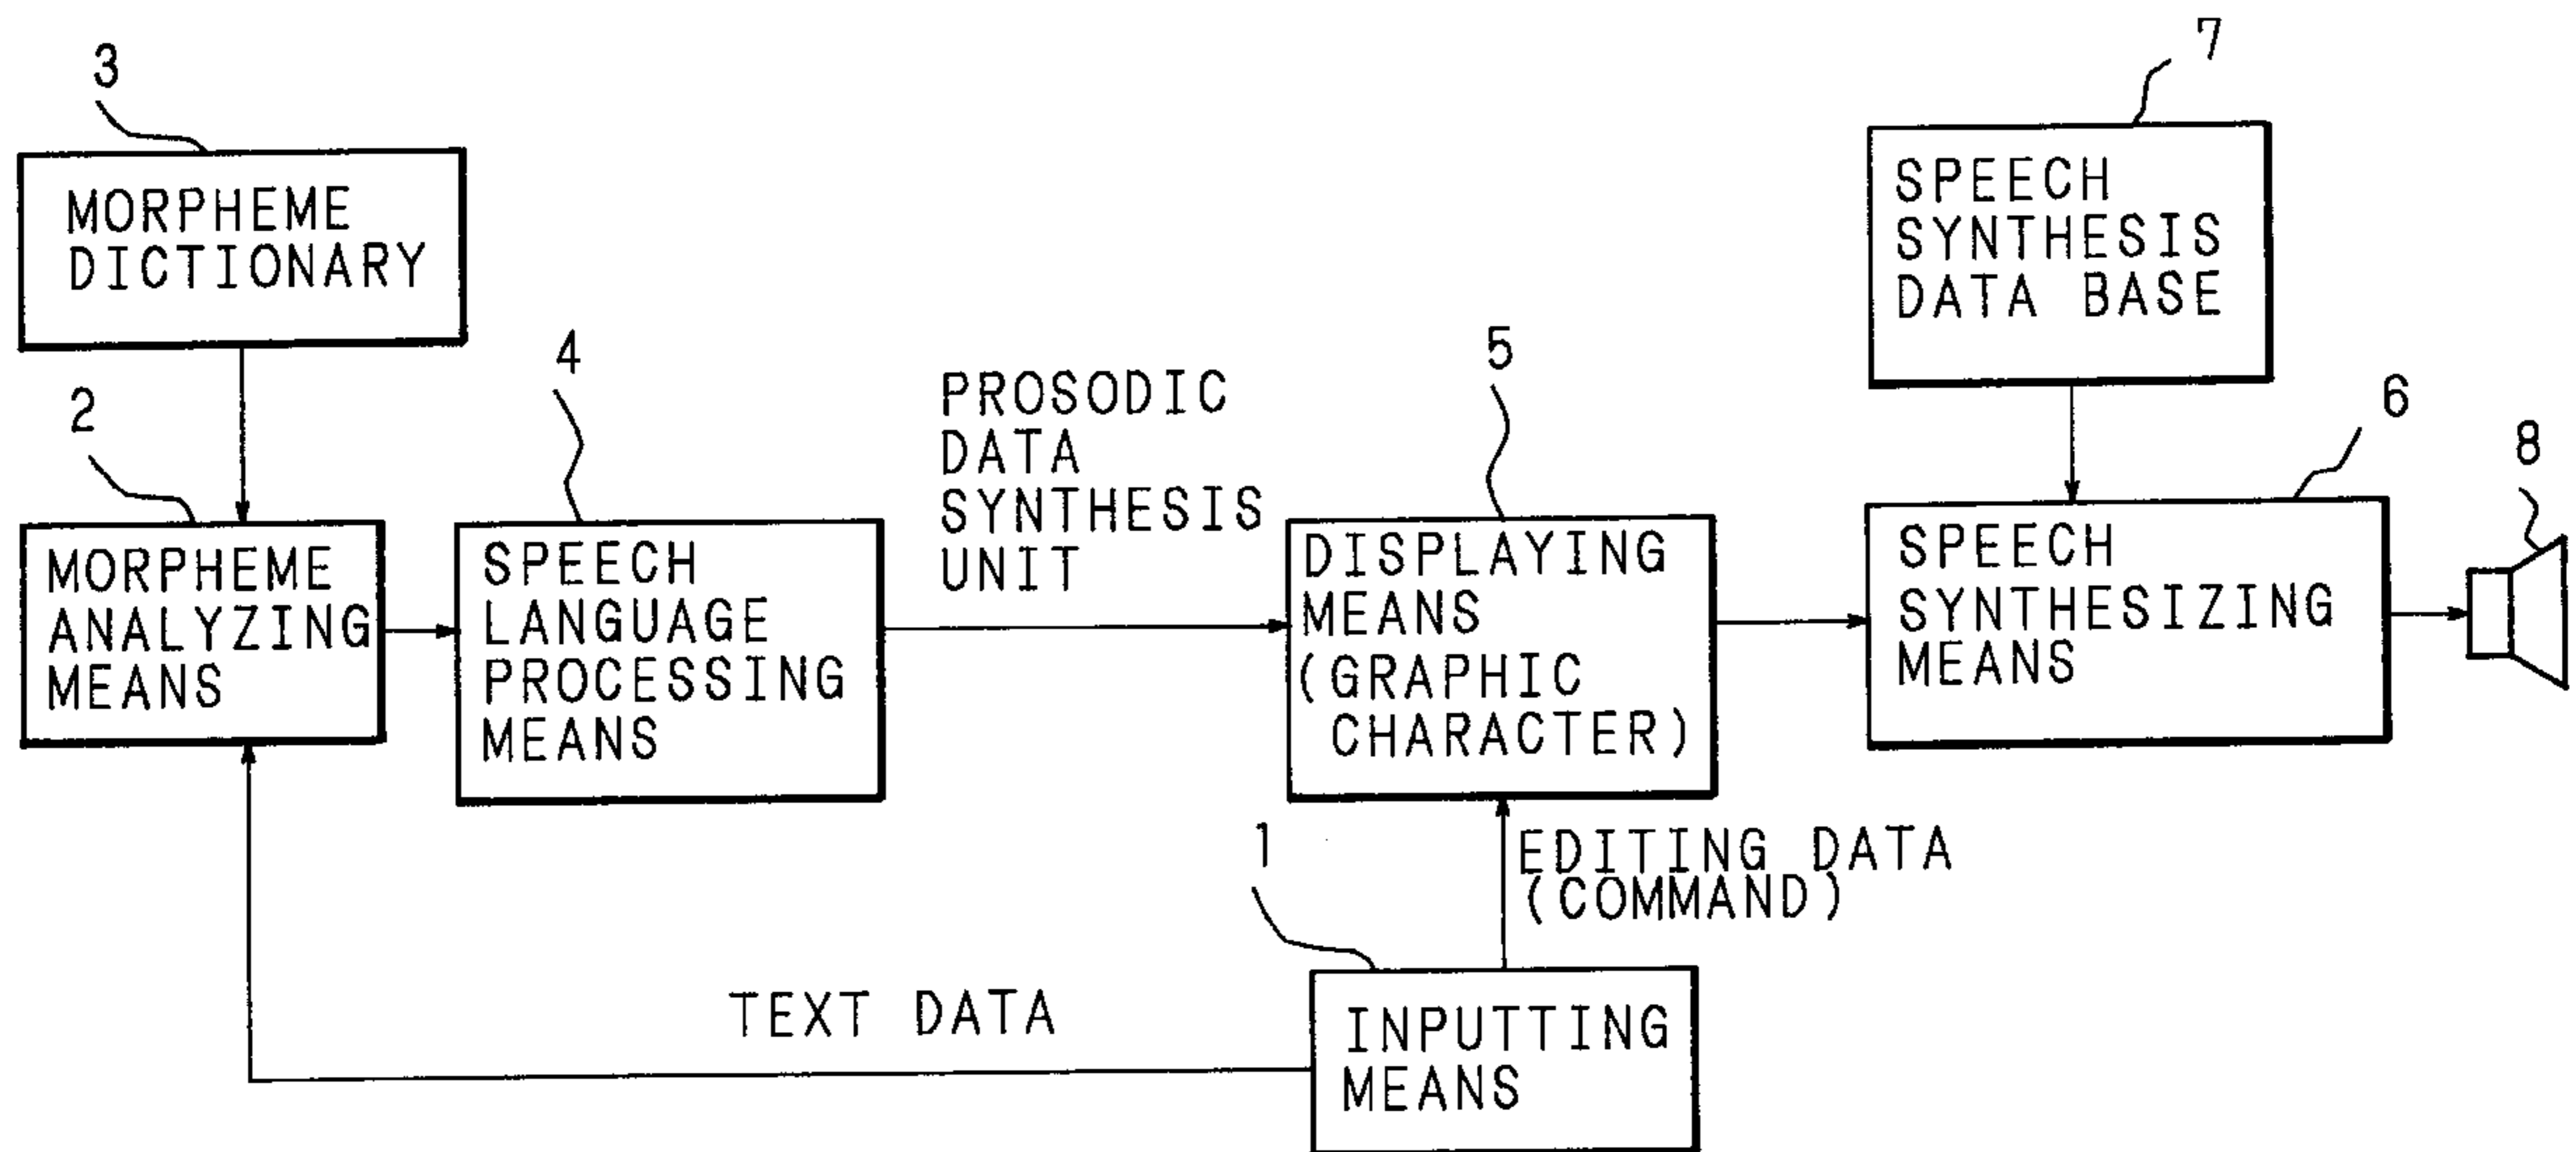 3
MORPHEME
DICTIONARY
7
SPEECH
SYNTHESIS
DATA BASE
2
MORPHEME
ANALYZING
MEANS
4
SPEECH
LANGUAGE
PROCESSING
MEANS
PROSODIC
DATA
SYNTHESIS
UNIT
5
DISPLAYING
MEANS
(GRAPHIC
CHARACTER)
6
SPEECH
SYNTHESIZING
MEANS
8
1
EDITING DATA
(COMMAND)
TEXT DATA
INPUTTING
MEANS